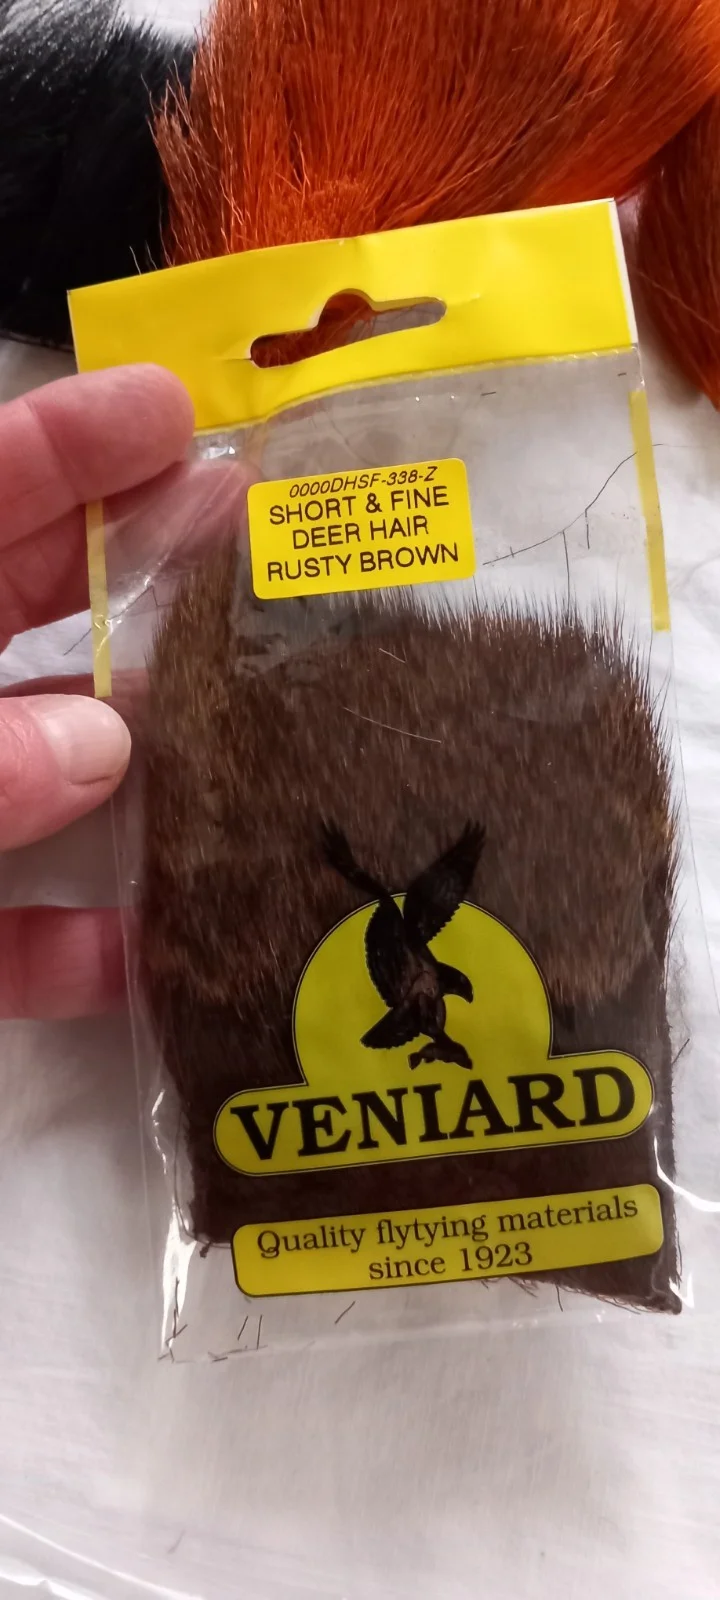 0000DHSF-338-Z
SHORT & FINE
DEER HAIR
RUSTY BROWN
VENIARD
Quality flytying materials
since 1923